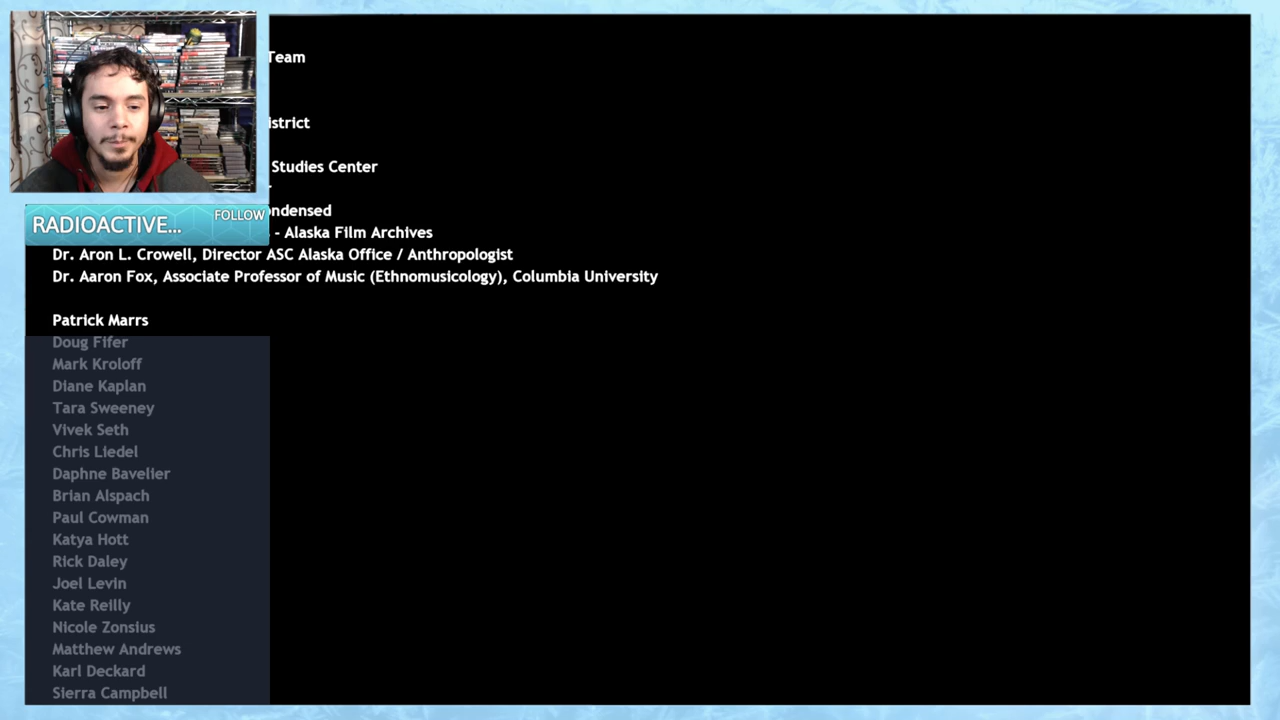 Team
istrict
Studies Center
ondensed
RADIOACTIVE...
FOLLOW
- Alaska Film Archives
Dr. Aron L. Crowell, Director ASC Alaska Office / Anthropologist
Dr. Aaron Fox, Associate Professor of Music (Ethnomusicology), Columbia University
Patrick Marrs
Doug Fifer
Mark Kroloff
Diane Kaplan
Tara Sweeney
Vivek Seth
Chris Liedel
Daphne Bavelier
Brian Alspach
Paul Cowman
Katya Hott
Rick Daley
Joel Levin
Kate Reilly
Nicole Zonsius
Matthew Andrews
Karl Deckard
Sierra Campbell